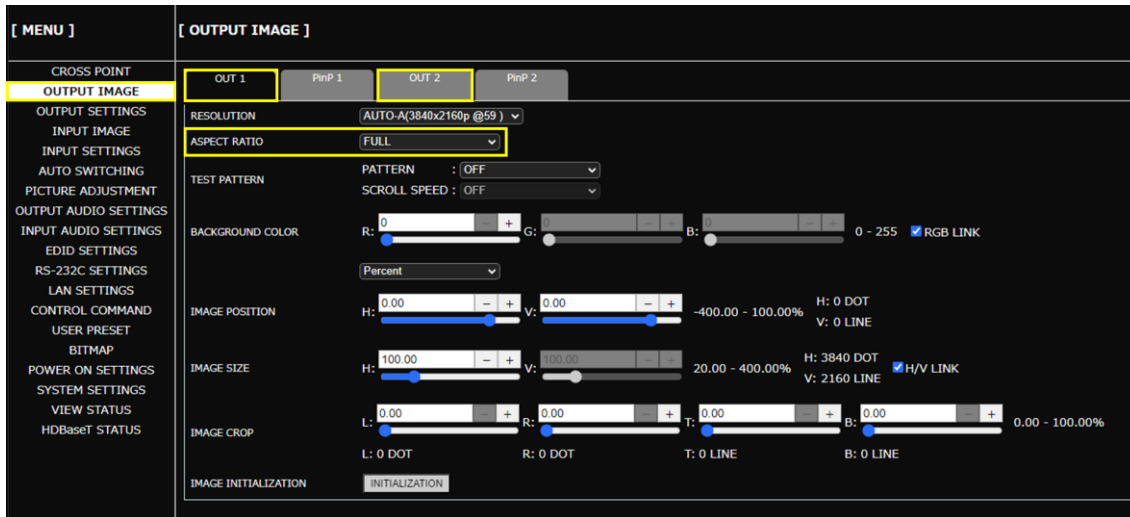 [ MENU ]
[ OUTPUT IMAGE ]
CROSS POINT
OUTPUT IMAGE
OUTPUT SETTINGS
INPUT IMAGE
INPUT SETTINGS
AUTO SWITCHING
PICTURE ADJUSTMENT
OUTPUT AUDIO SETTINGS
INPUT AUDIO SETTINGS
EDID SETTINGS
RS-232C SETTINGS
LAN SETTINGS
CONTROL COMMAND
USER PRESET
BITMAP
POWER ON SETTINGS
SYSTEM SETTINGS
VIEW STATUS
HDBaseT STATUS
OUT 1 PinP 1 OUT 2 PinP 2
RESOLUTION AUTO-A(3840x2160p @59 )
ASPECT RATIO FULL
TEST PATTERN
PATTERN : OFF
SCROLL SPEED : OFF
BACKGROUND COLOR R: 0 - + G: 0 - + B: 0 - + 0 - 255 RGB LINK
Percent
IMAGE POSITION H: 0.00 - + V: 0.00 - + -400.00 - 100.00%
H: 0 DOT
V: 0 LINE
IMAGE SIZE H: 100.00 - + V: 100.00 - + 20.00 - 400.00%
H: 3840 DOT
V: 2160 LINE
H/V LINK
IMAGE CROP L: 0.00 - + R: 0.00 - + T: 0.00 - + B: 0.00 - + 0.00 - 100.00%
L: 0 DOT R: 0 DOT T: 0 LINE B: 0 LINE
IMAGE INITIALIZATION INITIALIZATION